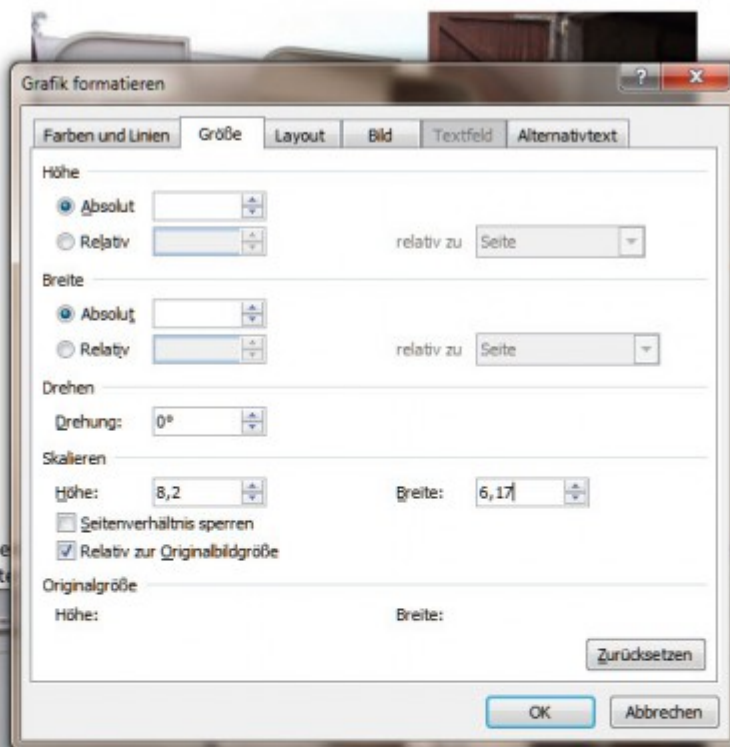 Grafik formatieren
Farben und Linien Größe Layout Bild Textfeld Alternativtext
Höhe
Absolut
Relativ relativ zu Seite
Breite
Absolut
Relativ relativ zu Seite
Drehen
Drehung: 0°
Skalieren
Höhe: 8,2 Breite: 6,17
Seitenverhältnis sperren
Relativ zur Originalbildgröße
Originalgröße
Höhe: Breite:
Zurücksetzen
OK Abbrechen